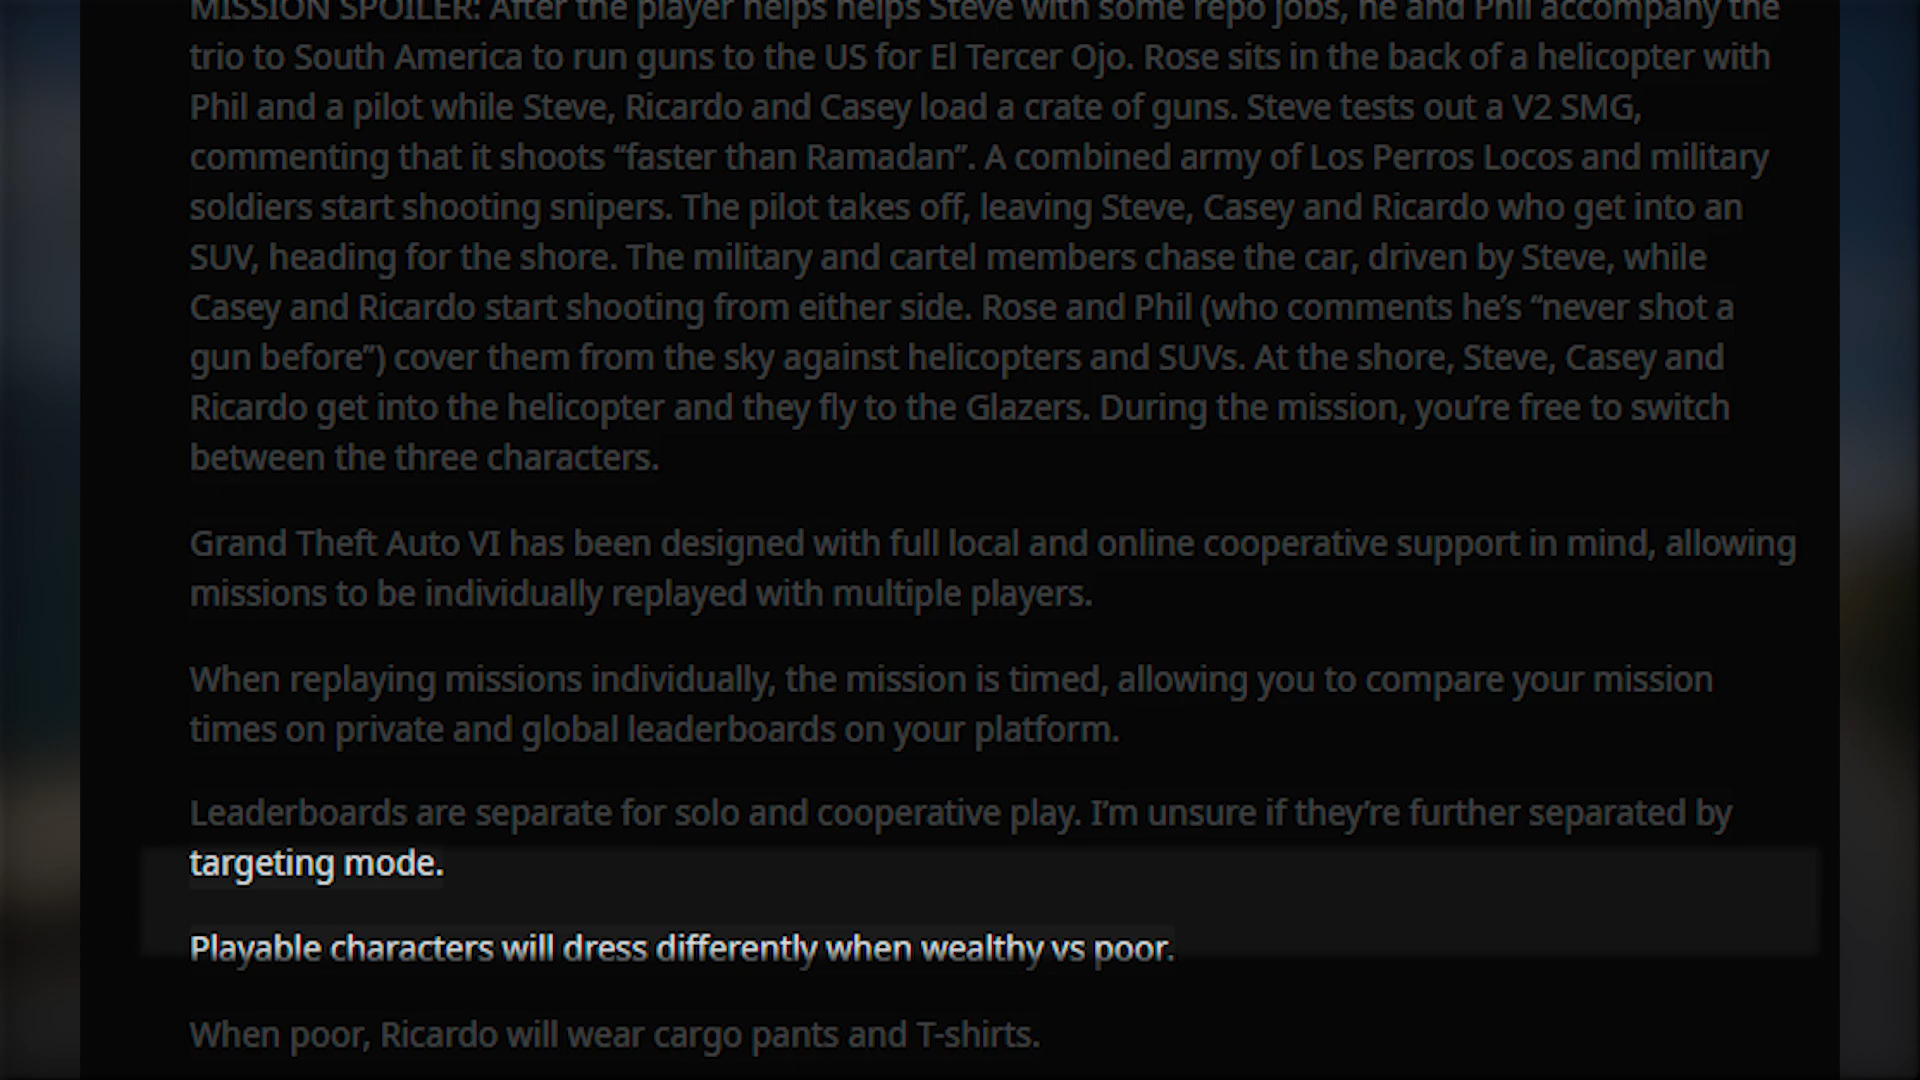 MISSION SPOILER: After the player helps helps Steve with some repo jobs, he and Phil accompany the
trio to South America to run guns to the US for El Tercer Ojo. Rose sits in the back of a helicopter with
Phil and a pilot while Steve, Ricardo and Casey load a crate of guns. Steve tests out a V2 SMG,
commenting that it shoots “faster than Ramadan”. A combined army of Los Perros Locos and military
soldiers start shooting snipers. The pilot takes off, leaving Steve, Casey and Ricardo who get into an
SUV, heading for the shore. The military and cartel members chase the car, driven by Steve, while
Casey and Ricardo start shooting from either side. Rose and Phil (who comments he’s “never shot a
gun before”) cover them from the sky against helicopters and SUVs. At the shore, Steve, Casey and
Ricardo get into the helicopter and they fly to the Glazers. During the mission, you’re free to switch
between the three characters.
Grand Theft Auto VI has been designed with full local and online cooperative support in mind, allowing
missions to be individually replayed with multiple players.
When replaying missions individually, the mission is timed, allowing you to compare your mission
times on private and global leaderboards on your platform.
Leaderboards are separate for solo and cooperative play. I’m unsure if they’re further separated by
targeting mode.
Playable characters will dress differently when wealthy vs poor.
When poor, Ricardo will wear cargo pants and T-shirts.